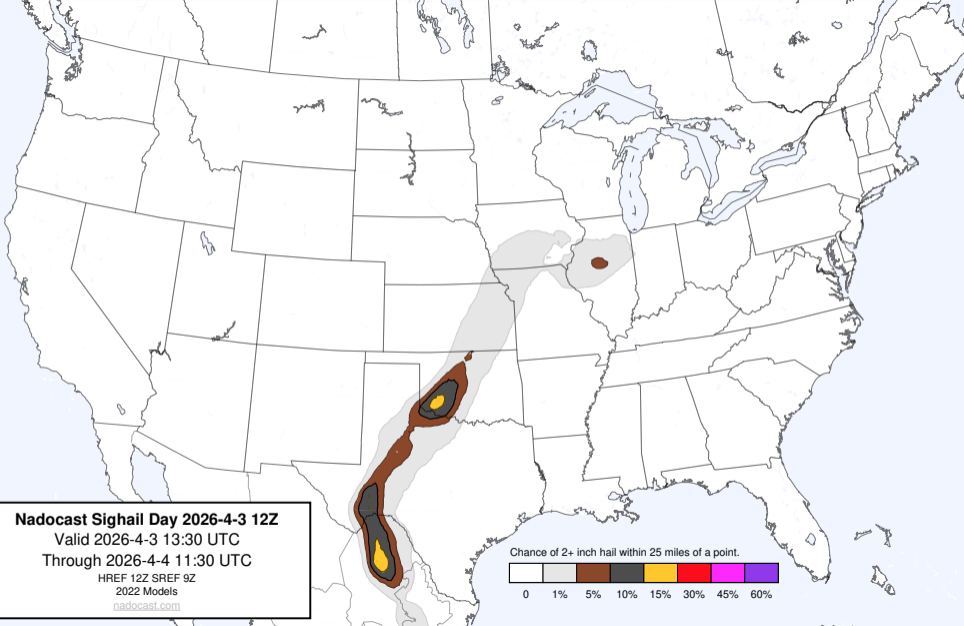 Nadocast Sighail Day 2026-4-3 12Z
Valid 2026-4-3 13:30 UTC
Through 2026-4-4 11:30 UTC
HREF 12Z SREF 9Z
2022 Models
nadocast.com
Chance of 2+ inch hail within 25 miles of a point.
0 1% 5% 10% 15% 30% 45% 60%